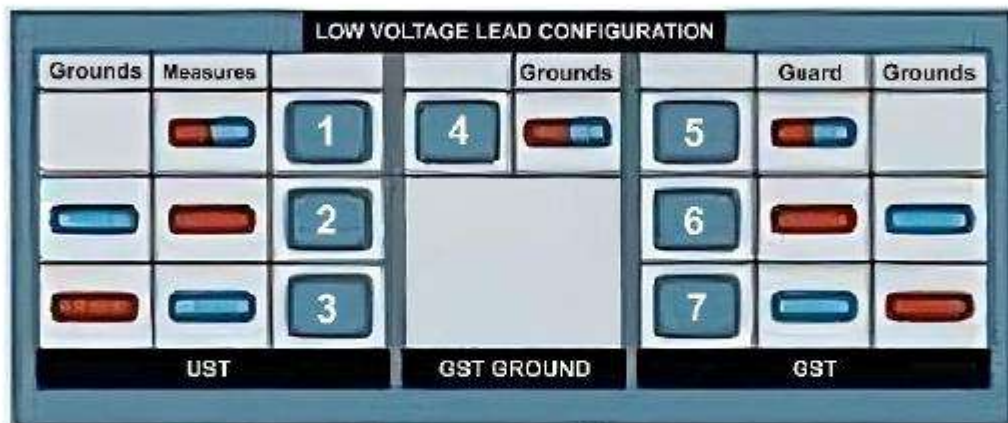 LOW VOLTAGE LEAD CONFIGURATION
Grounds Measures Grounds Guard Grounds
1 4 5
2 6
3 7
UST GST GROUND GST